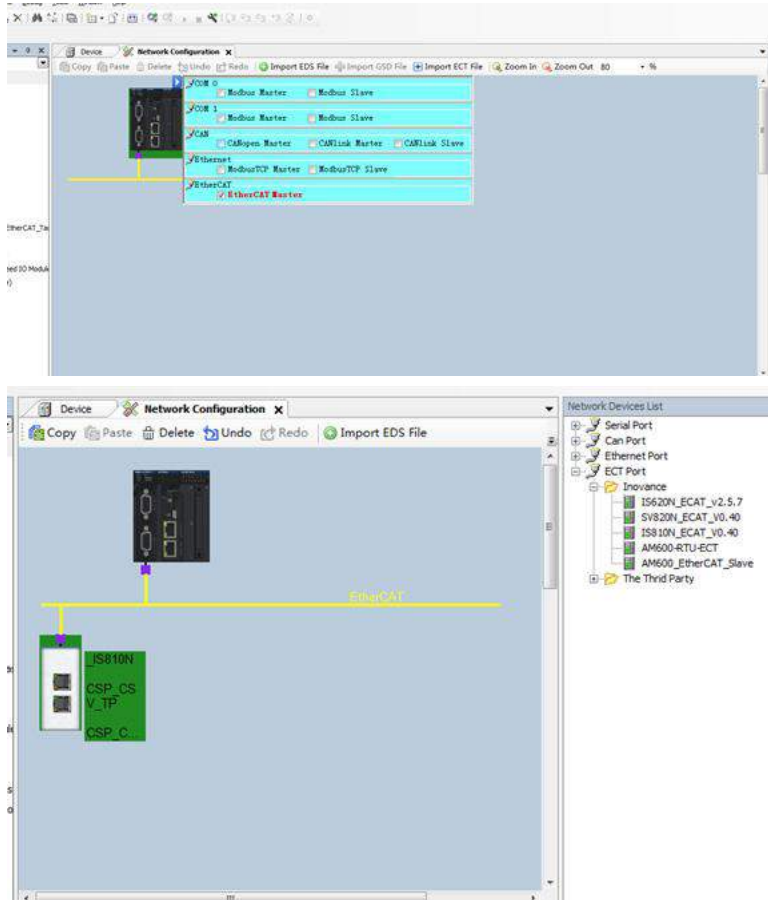 Device Network Configuration x
Copy Paste Delete Undo Redo Import EDS File Import GSD File Import ECT File Zoom In Zoom Out 80 %
COM 0
Modbus Master Modbus Slave
COM 1
Modbus Master Modbus Slave
CAN
CANopen Master CANlink Master CANlink Slave
Ethernet
ModbusTCP Master ModbusTCP Slave
EtherCAT
EtherCAT Master
EtherCAT_Ta
eed IO Module
r)
Device Network Configuration x
Copy Paste Delete Undo Redo Import EDS File
EtherCAT
_IS810N
CSP_CS
V_TP
CSP_C...
Network Devices List
Serial Port
Can Port
Ethernet Port
ECT Port
Inovance
IS620N_ECAT_v2.5.7
SV820N_ECAT_V0.40
IS810N_ECAT_V0.40
AM600-RTU-ECT
AM600_EtherCAT_Slave
The Thrid Party